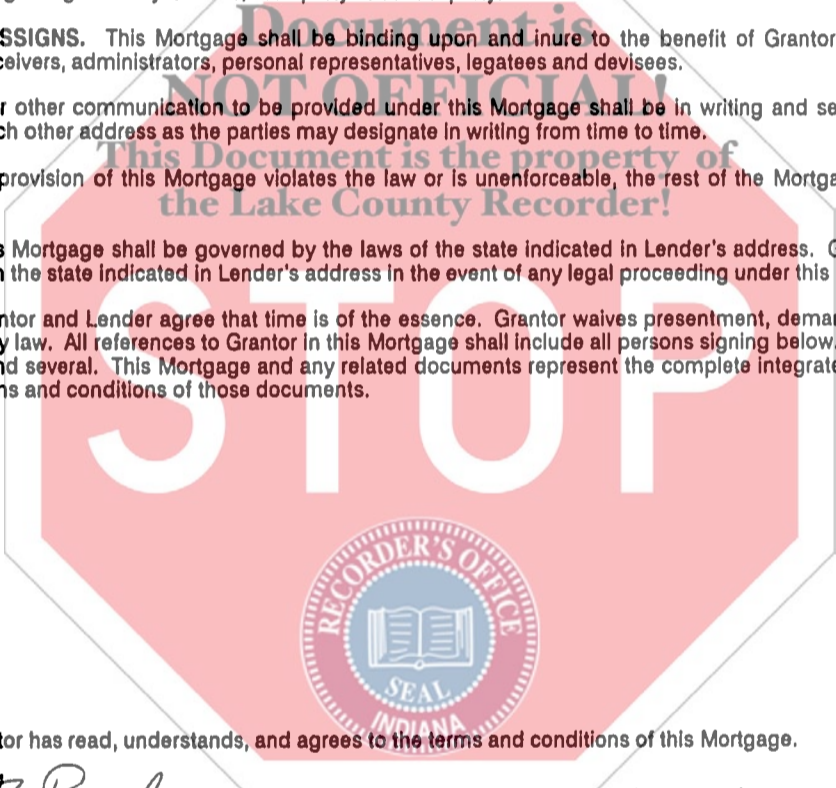 Document is
SSIGNS. This Mortgage shall be binding upon and inure to the benefit of Grantor
ceivers, administrators, personal representatives, legatees and devisees.
NOT OFFICIAL!
r other communication to be provided under this Mortgage shall be in writing and se
ch other address as the parties may designate in writing from time to time.
This Document is the property of
provision of this Mortgage violates the law or is unenforceable, the rest of the Mortga
the Lake County Recorder!
s Mortgage shall be governed by the laws of the state indicated in Lender's address. G
n the state indicated in Lender's address in the event of any legal proceeding under this
ntor and Lender agree that time is of the essence. Grantor waives presentment, demar
y law. All references to Grantor in this Mortgage shall include all persons signing below.
nd several. This Mortgage and any related documents represent the complete integrate
ns and conditions of those documents.
STOP
RECORDER'S OFFICE
SEAL
INDIANA
tor has read, understands, and agrees to the terms and conditions of this Mortgage.